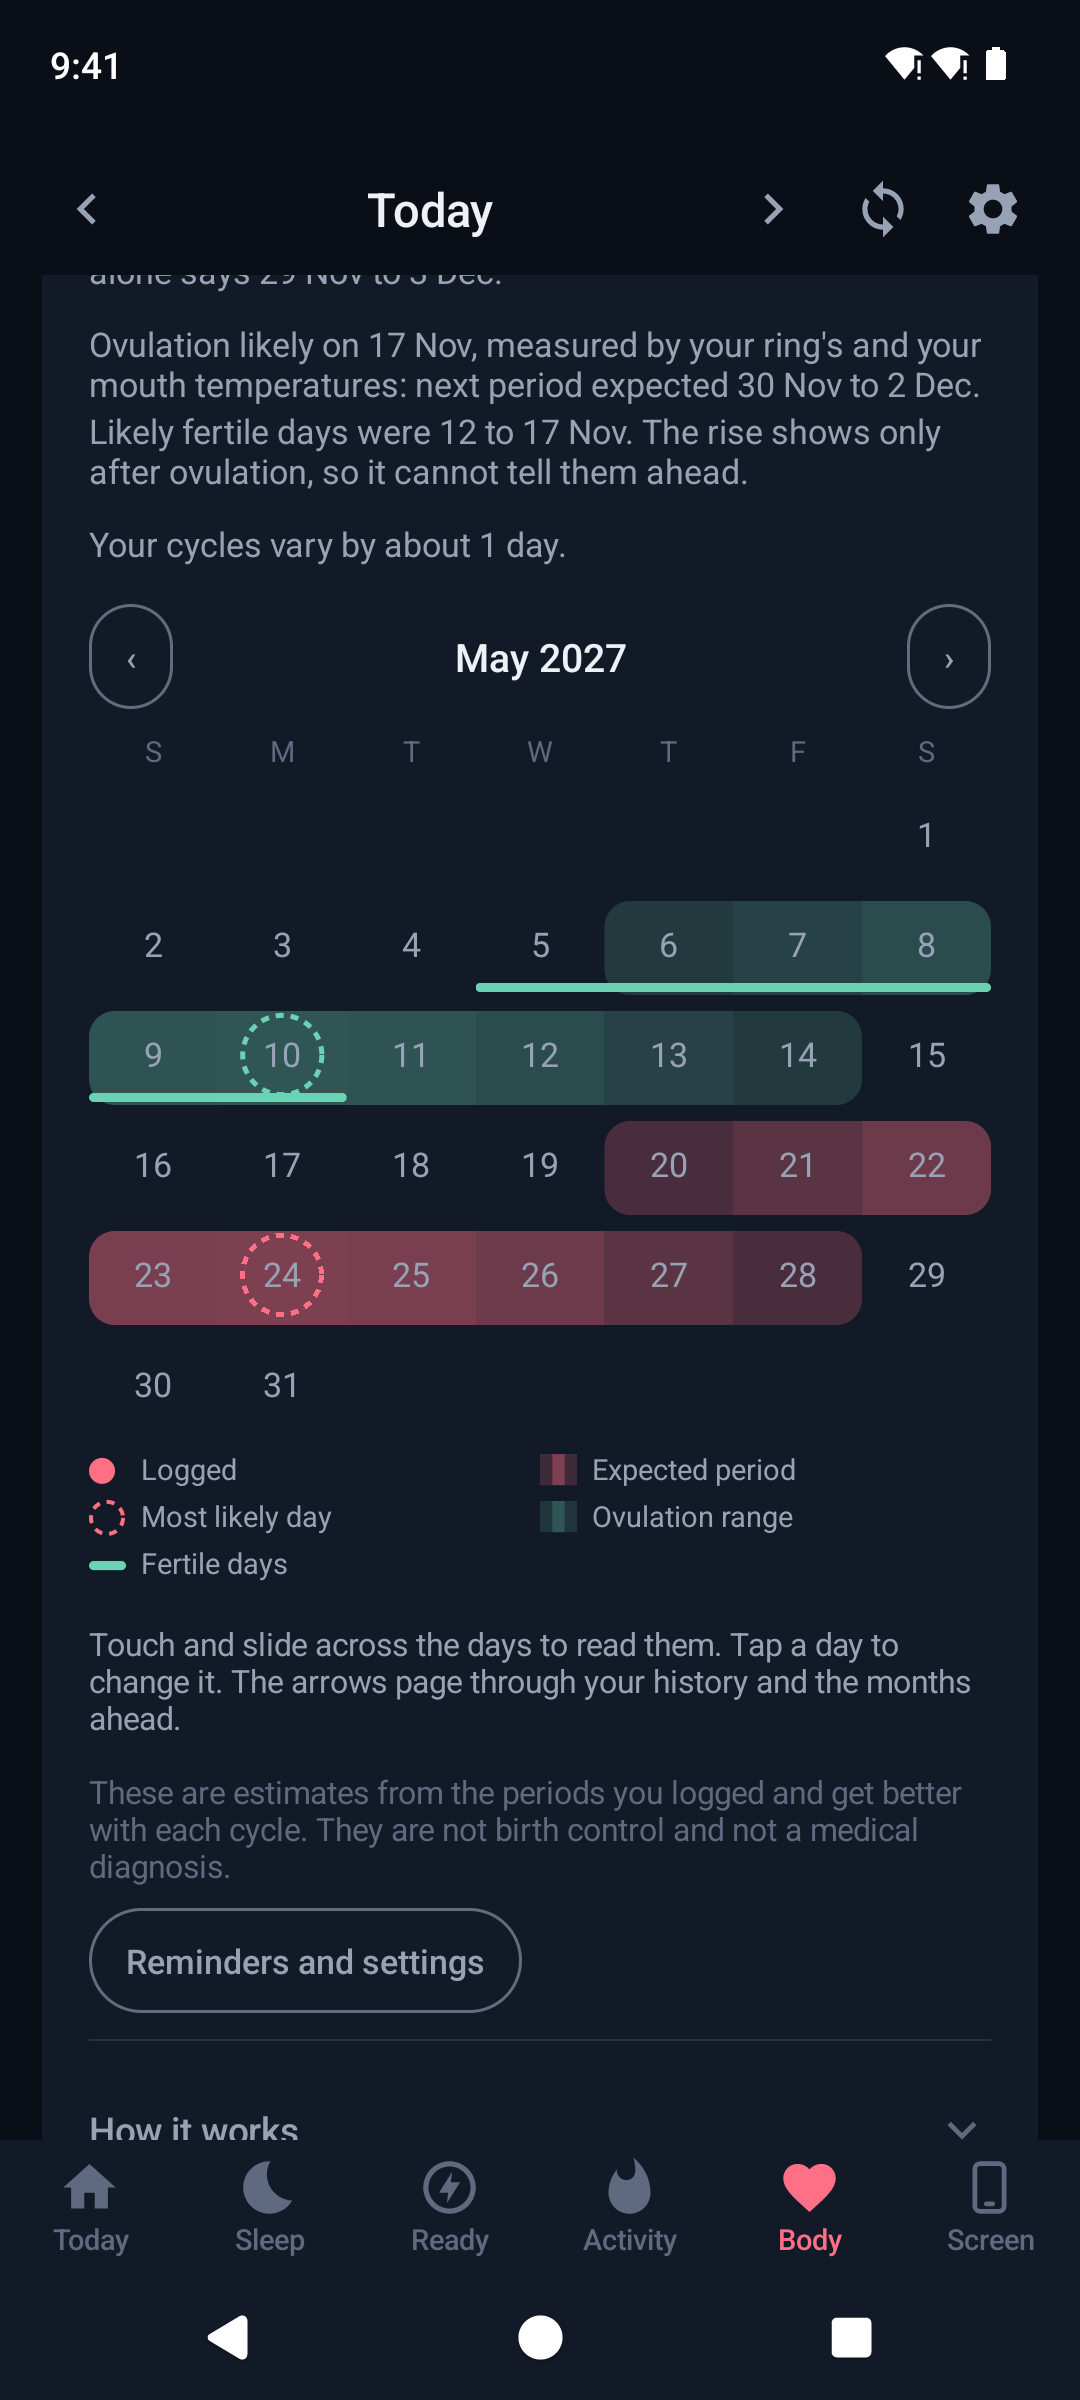 9:41
Today
alone says 29 Nov to 3 Dec.
Ovulation likely on 17 Nov, measured by your ring's and your
mouth temperatures: next period expected 30 Nov to 2 Dec.
Likely fertile days were 12 to 17 Nov. The rise shows only
after ovulation, so it cannot tell them ahead.
Your cycles vary by about 1 day.
‹ May 2027 ›
S M T W T F S
1
2 3 4 5 6 7 8
9 10 11 12 13 14 15
16 17 18 19 20 21 22
23 24 25 26 27 28 29
30 31
Logged Expected period
Most likely day Ovulation range
Fertile days
Touch and slide across the days to read them. Tap a day to
change it. The arrows page through your history and the months
ahead.
These are estimates from the periods you logged and get better
with each cycle. They are not birth control and not a medical
diagnosis.
Reminders and settings
How it works
Today Sleep Ready Activity Body Screen